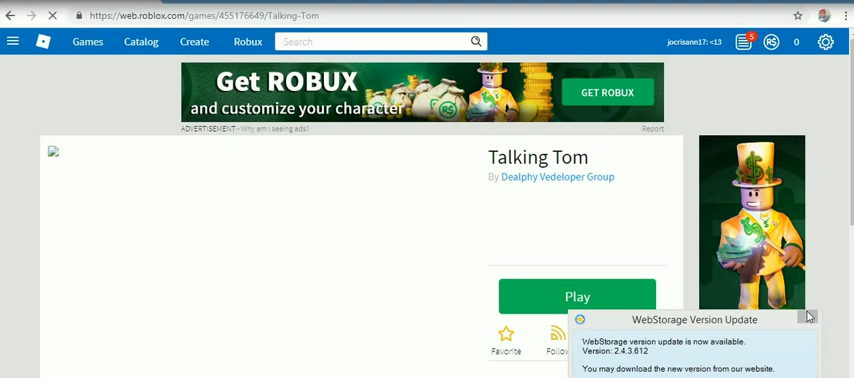 https://web.roblox.com/games/455176649/Talking-Tom
Games Catalog Create Robux Search jocrisann17: <13 5 R$ 0
Get ROBUX
and customize your character
GET ROBUX
ADVERTISEMENT - Why am I seeing ads? Report
Talking Tom
By Dealphy Vedeloper Group
Play
Favorite Follow
WebStorage Version Update
WebStorage version update is now available.
Version: 2.4.3.612
You may download the new version from our website.